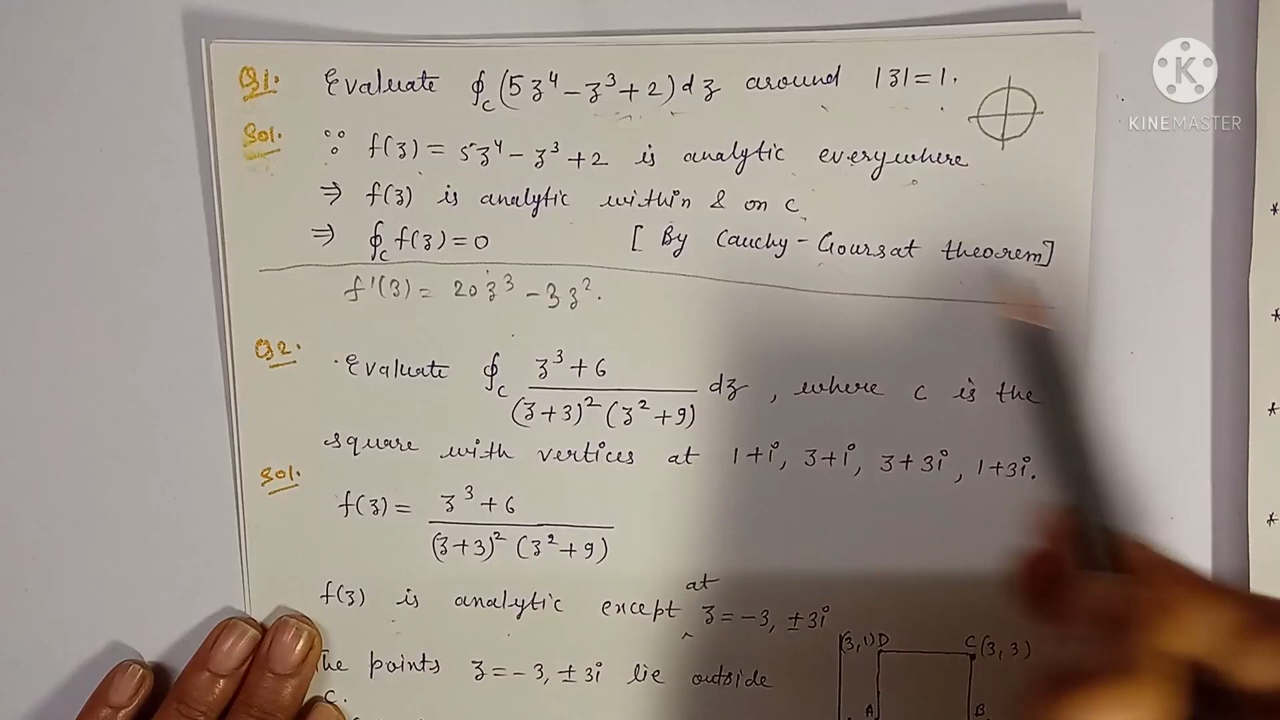 Q1. Evaluate ∮_C (5z⁴ – z³ + 2) dz around |z| = 1.
Sol. ∵ f(z) = 5z⁴ – z³ + 2 is analytic everywhere
⇒ f(z) is analytic within & on c
⇒ ∮_C f(z) = 0 [By Cauchy – Goursat theorem]
f'(z) = 20z³ – 3z².
Q2. Evaluate ∮_C (z³ + 6) / ((z+3)² (z² + 9)) dz, where c is the
square with vertices at 1+i, 3+i, 3+3i, 1+3i.
Sol. f(z) = (z³ + 6) / ((z+3)² (z² + 9))
f(z) is analytic except at z = –3, ±3i
The points z = –3, ±3i lie outside
C.
(3,1) D C (3, 3)
A B
KINEMASTER